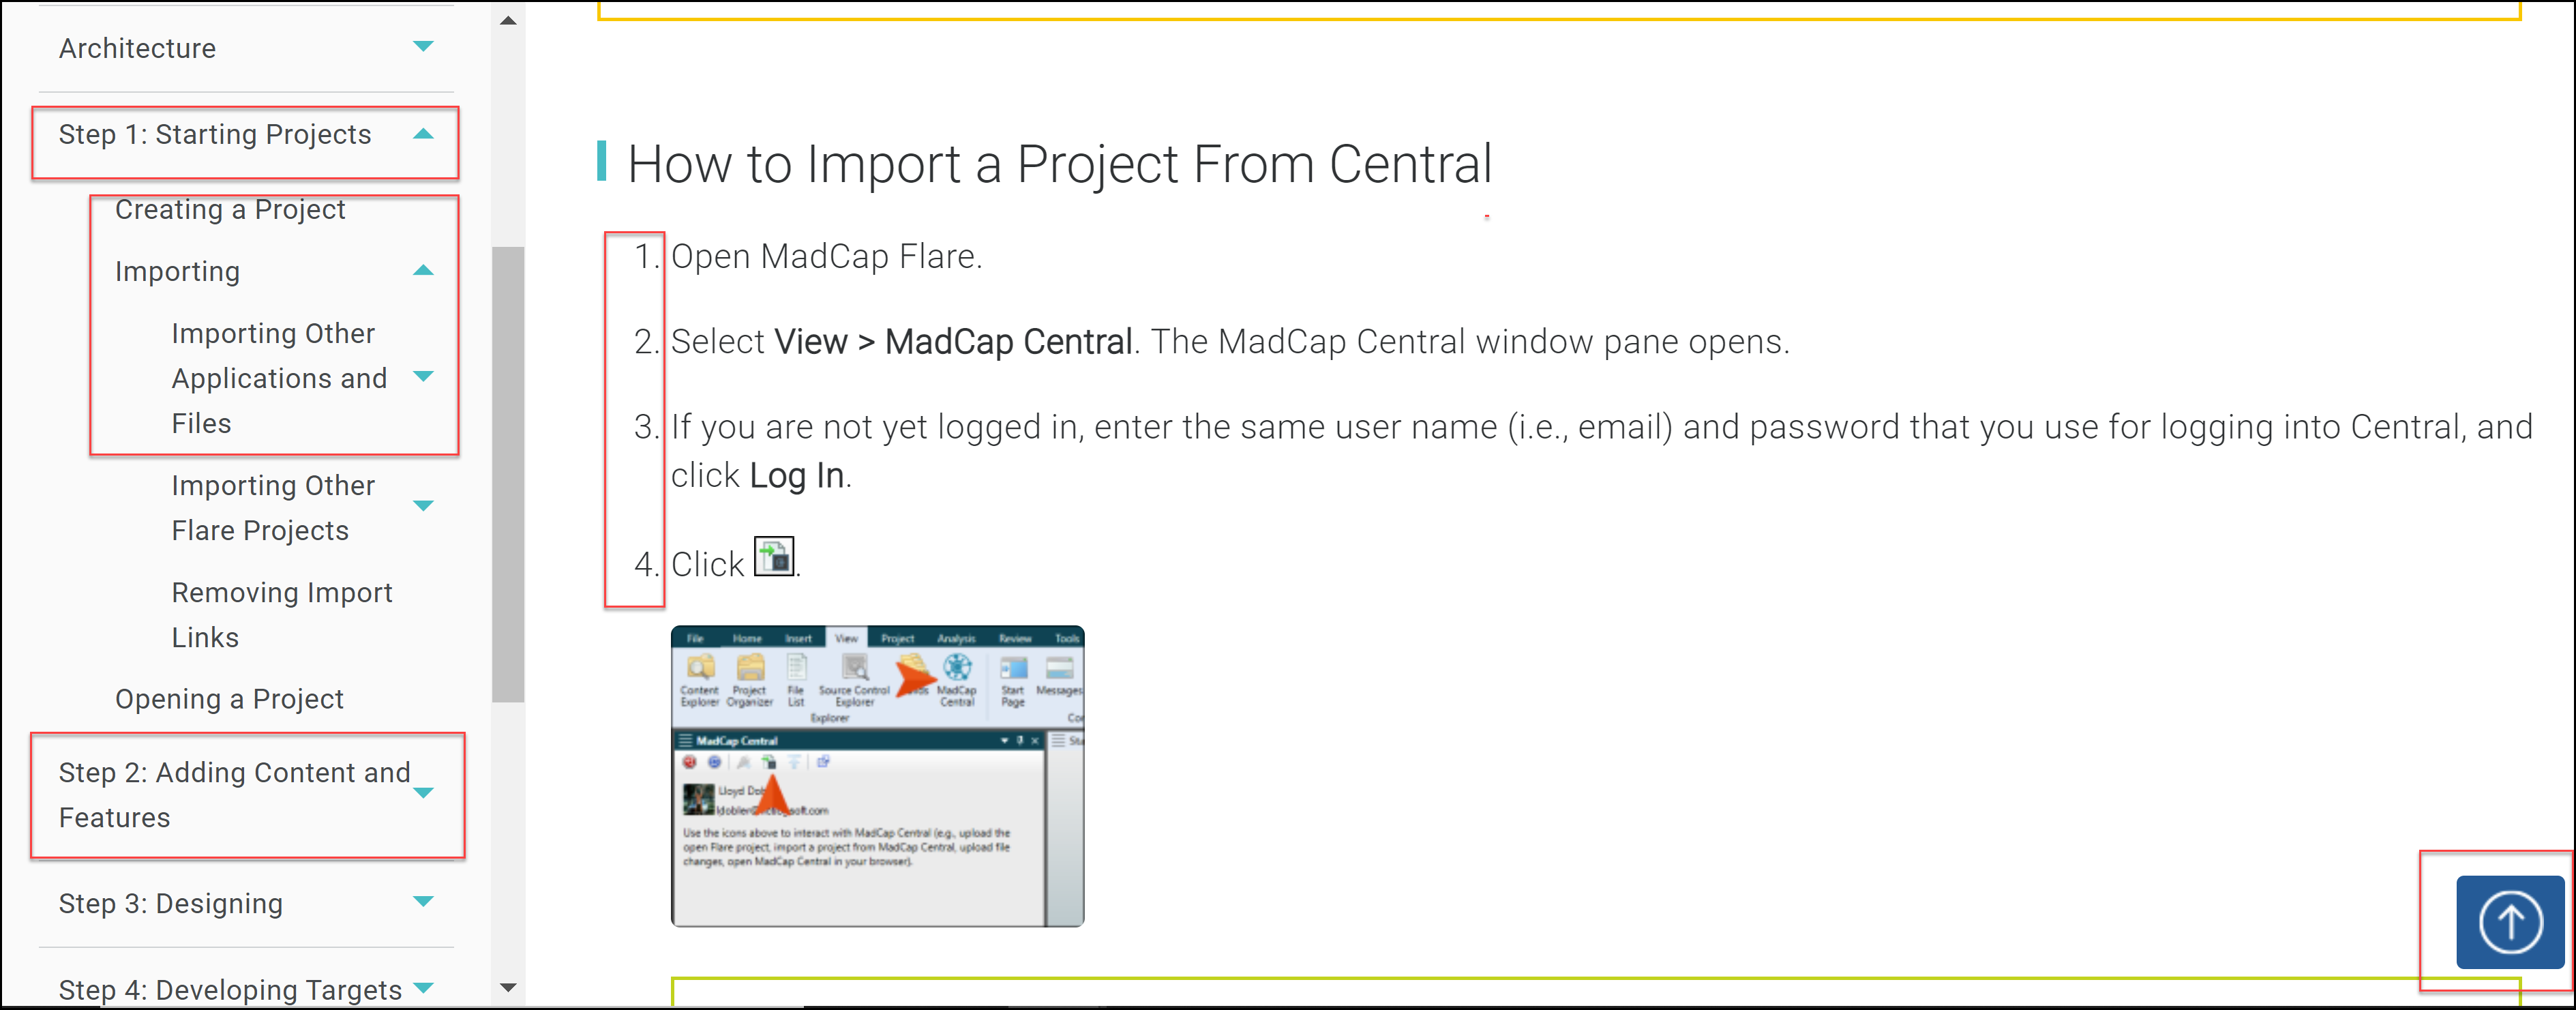 Architecture
Step 1: Starting Projects
Creating a Project
Importing
Importing Other
Applications and
Files
Importing Other
Flare Projects
Removing Import
Links
Opening a Project
Step 2: Adding Content and
Features
Step 3: Designing
Step 4: Developing Targets
How to Import a Project From Central
1. Open MadCap Flare.
2. Select View > MadCap Central. The MadCap Central window pane opens.
3. If you are not yet logged in, enter the same user name (i.e., email) and password that you use for logging into Central, and
click Log In.
4. Click .
File Home Insert View Project Analysis Review Tools
Content Project File Source Control MadCap Start Messages
Explorer Organizer List Explorer Central Page
Explorer
MadCap Central
Lloyd
Use the icons above to interact with MadCap Central (e.g., upload the
open Flare project, import a project from MadCap Central, upload file
changes, open MadCap Central in your browser).